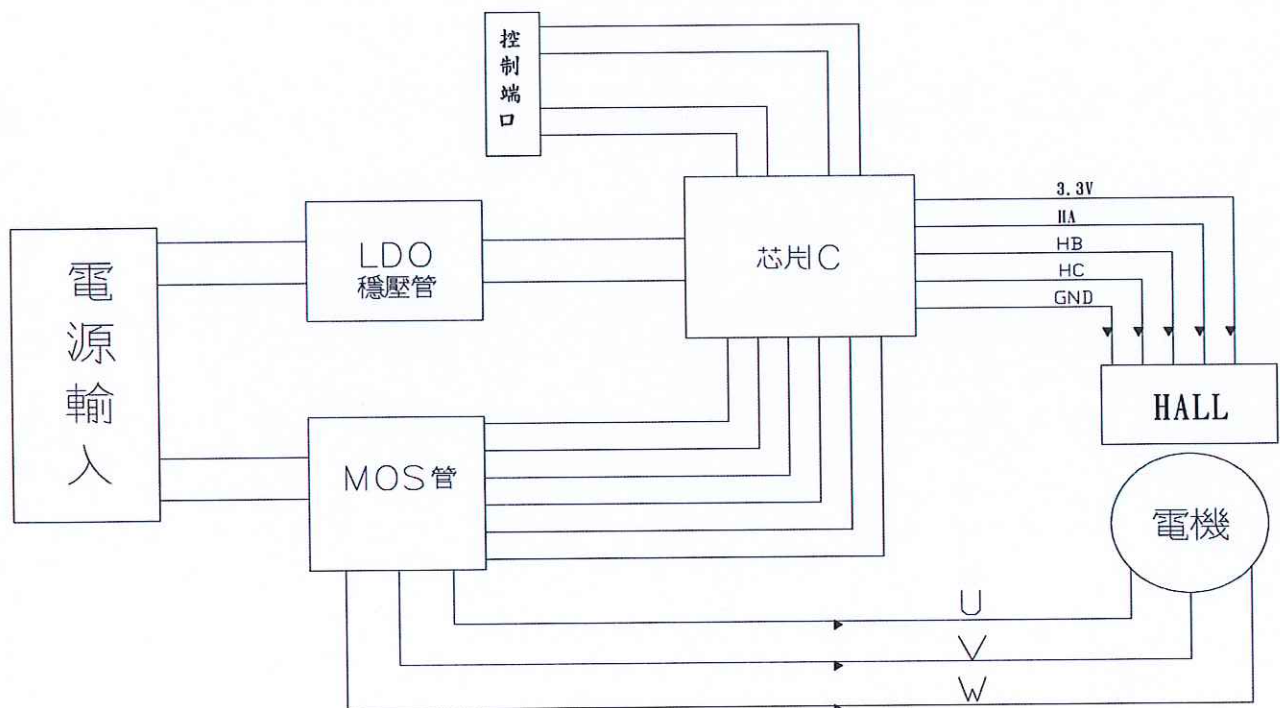 控制端口
電源輸入
LDO
穩壓管
芯片IC
3.3V
HA
HB
HC
GND
HALL
MOS管
電機
U
V
W